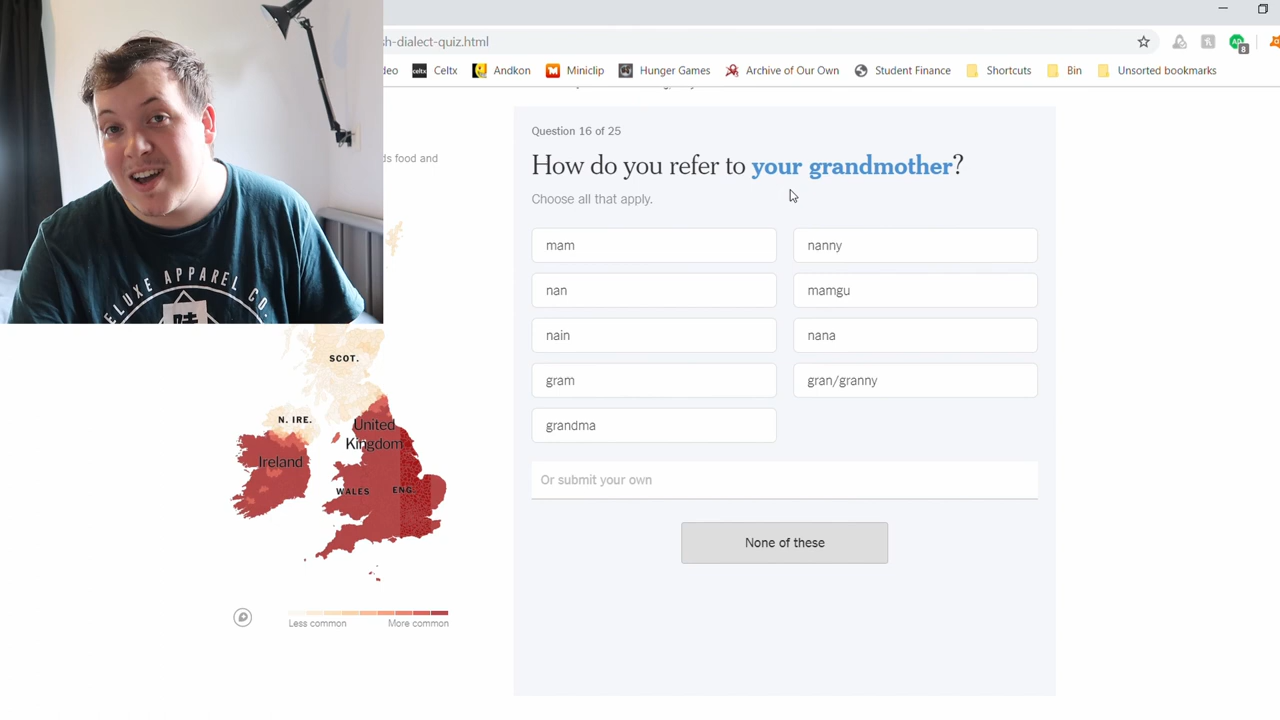 sh-dialect-quiz.html
deo Celtx Andkon Miniclip Hunger Games Archive of Our Own Student Finance Shortcuts Bin Unsorted bookmarks
8
ds food and
Question 16 of 25
How do you refer to your grandmother?
Choose all that apply.
mam
nanny
nan
mamgu
nain
nana
gram
gran/granny
grandma
Or submit your own
None of these
ELUXE APPAREL CO.
SCOT.
N. IRE.
United
Kingdom
Ireland
WALES
ENG.
Less common
More common